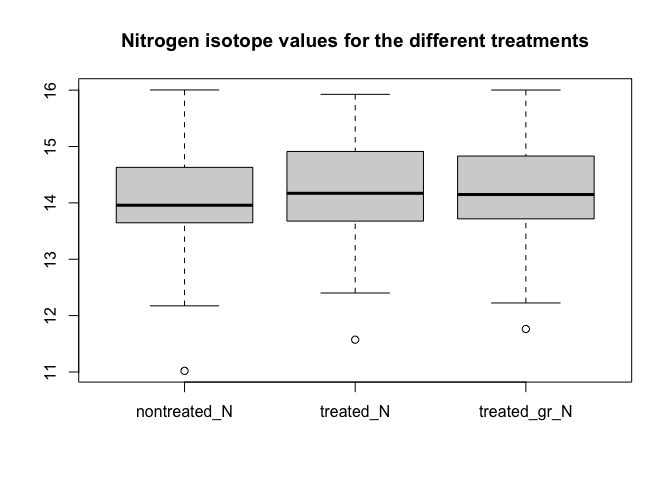 Nitrogen isotope values for the different treatments
16
15
14
13
12
11
nontreated_N
treated_N
treated_gr_N